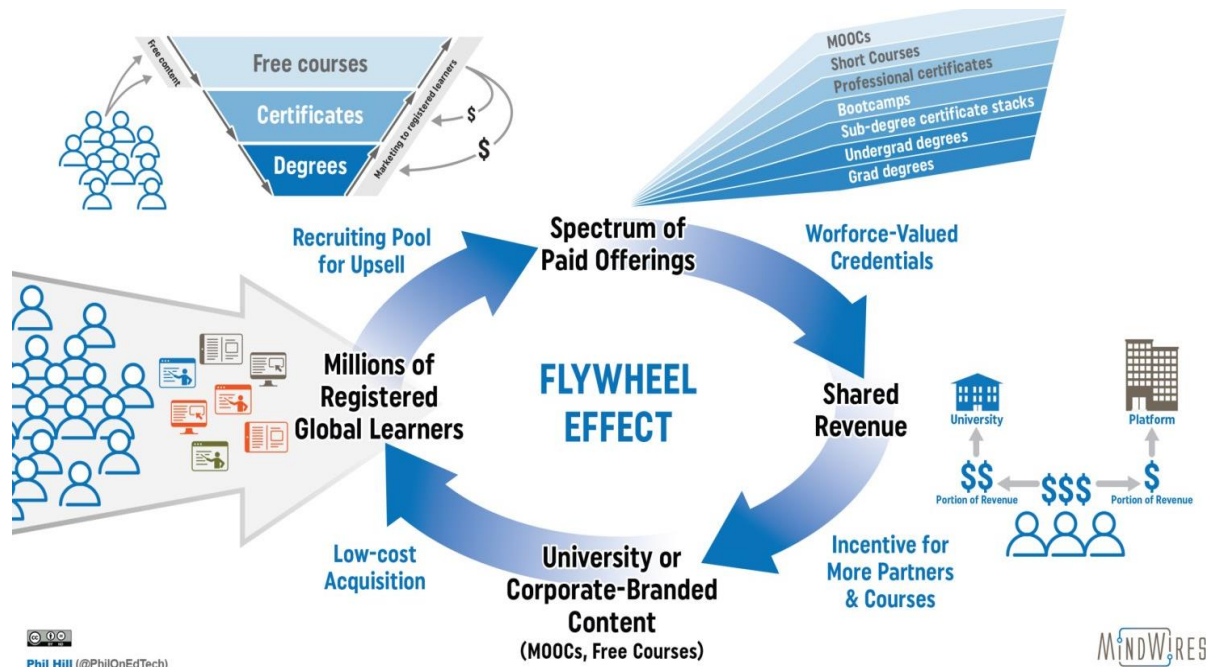 Free content
Free courses
Certificates
Degrees
Marketing to registered learners
$
$
MOOCs
Short Courses
Professional certificates
Bootcamps
Sub-degree certificate stacks
Undergrad degrees
Grad degrees
Recruiting Pool
for Upsell
Spectrum of
Paid Offerings
Worforce-Valued
Credentials
Millions of
Registered
Global Learners
FLYWHEEL
EFFECT
Shared
Revenue
University
Platform
$$
Portion of Revenue
$$$
$
Portion of Revenue
Low-cost
Acquisition
University or
Corporate-Branded
Content
(MOOCs, Free Courses)
Incentive for
More Partners
& Courses
Phil Hill (@PhilOnEdTech)
MINDWIRES